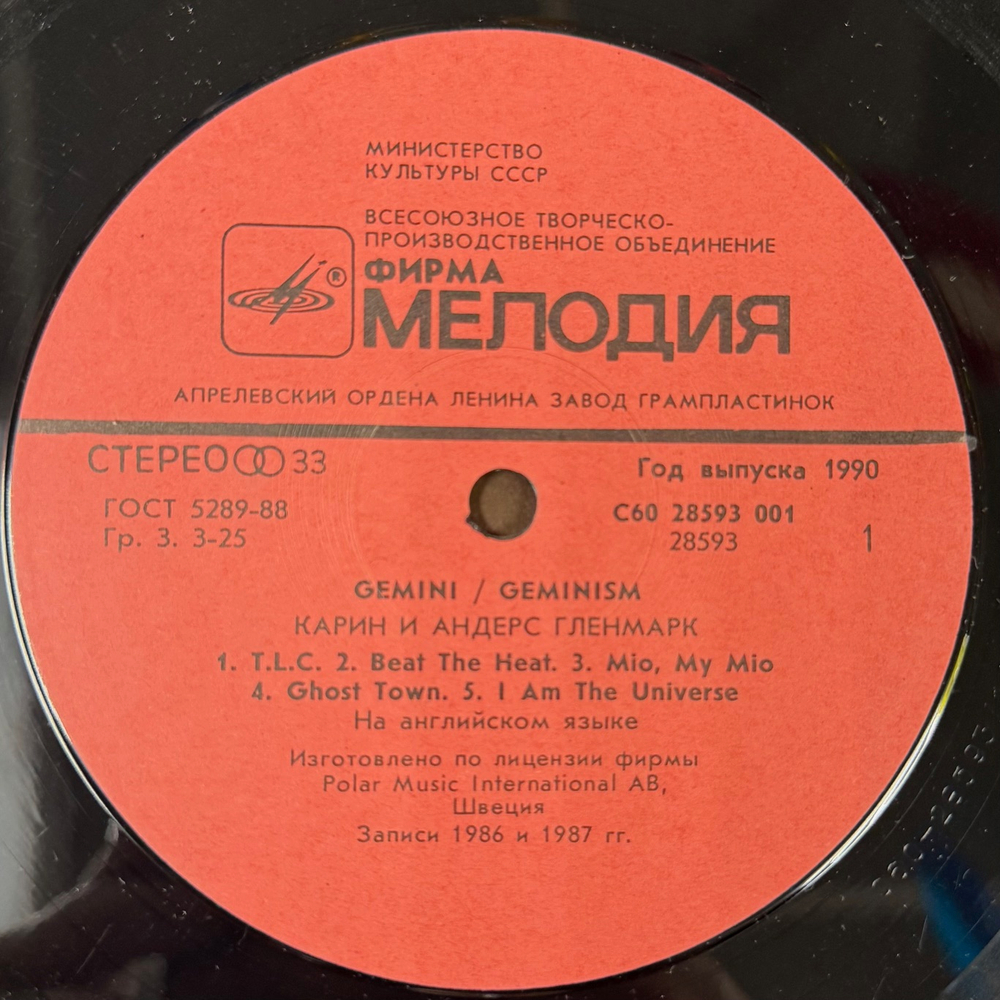 МИНИСТЕРСТВО
КУЛЬТУРЫ СССР
ВСЕСОЮЗНОЕ ТВОРЧЕСКО-
ПРОИЗВОДСТВЕННОЕ ОБЪЕДИНЕНИЕ
ФИРМА
®
МЕЛОДИЯ
АПРЕЛЕВСКИЙ ОРДЕНА ЛЕНИНА ЗАВОД ГРАМПЛАСТИНОК
СТЕРЕО 33
Год выпуска 1990
ГОСТ 5289-88
С60 28593 001
Гр. 3. 3-25
28593
1
GEMINI / GEMINISM
КАРИН И АНДЕРС ГЛЕНМАРК
1. T.L.C. 2. Beat The Heat. 3. Mio, My Mio
4. Ghost Town. 5. I Am The Universe
На английском языке
Изготовлено по лицензии фирмы
Polar Music International AB,
Швеция
Записи 1986 и 1987 гг.